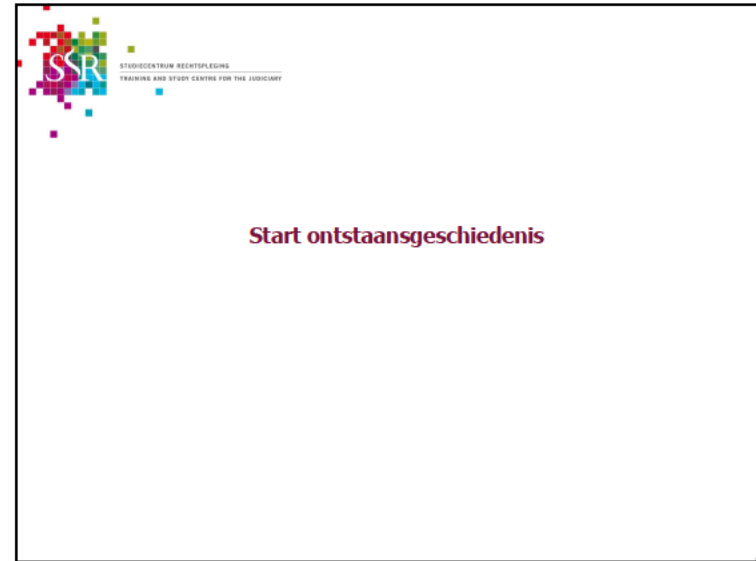 SSR
STUDIECENTRUM RECHTSPLEGING
TRAINING AND STUDY CENTRE FOR THE JUDICIARY
Start ontstaansgeschiedenis